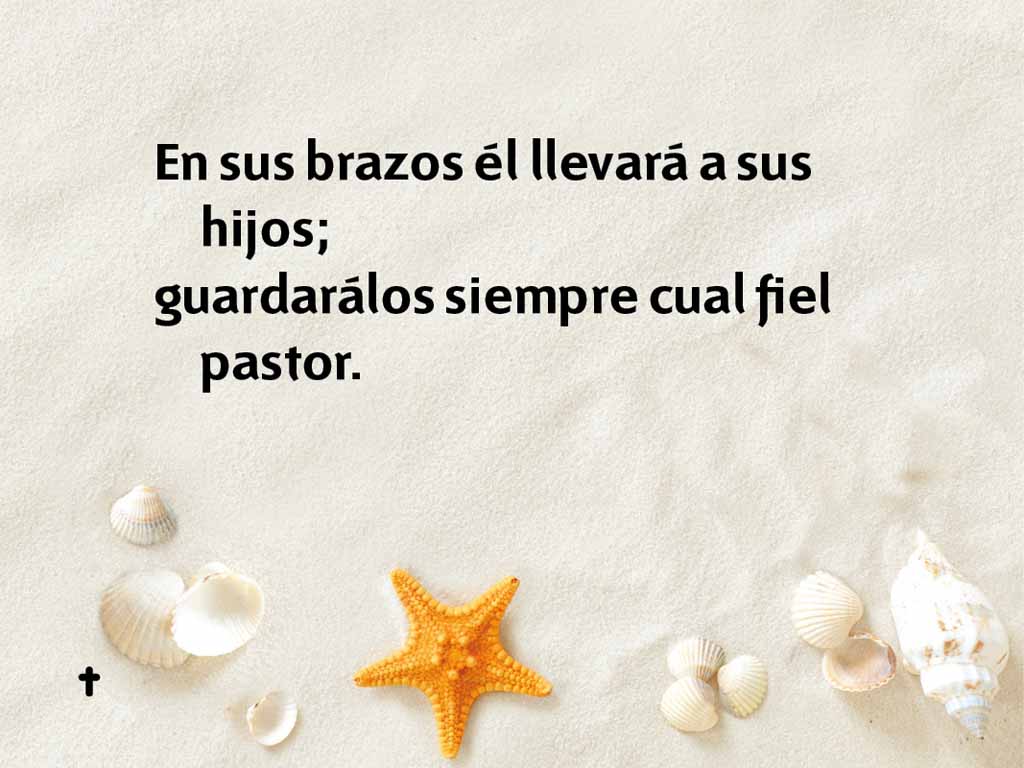 En sus brazos él llevará a sus
hijos;
guardarálos siempre cual fiel
pastor.